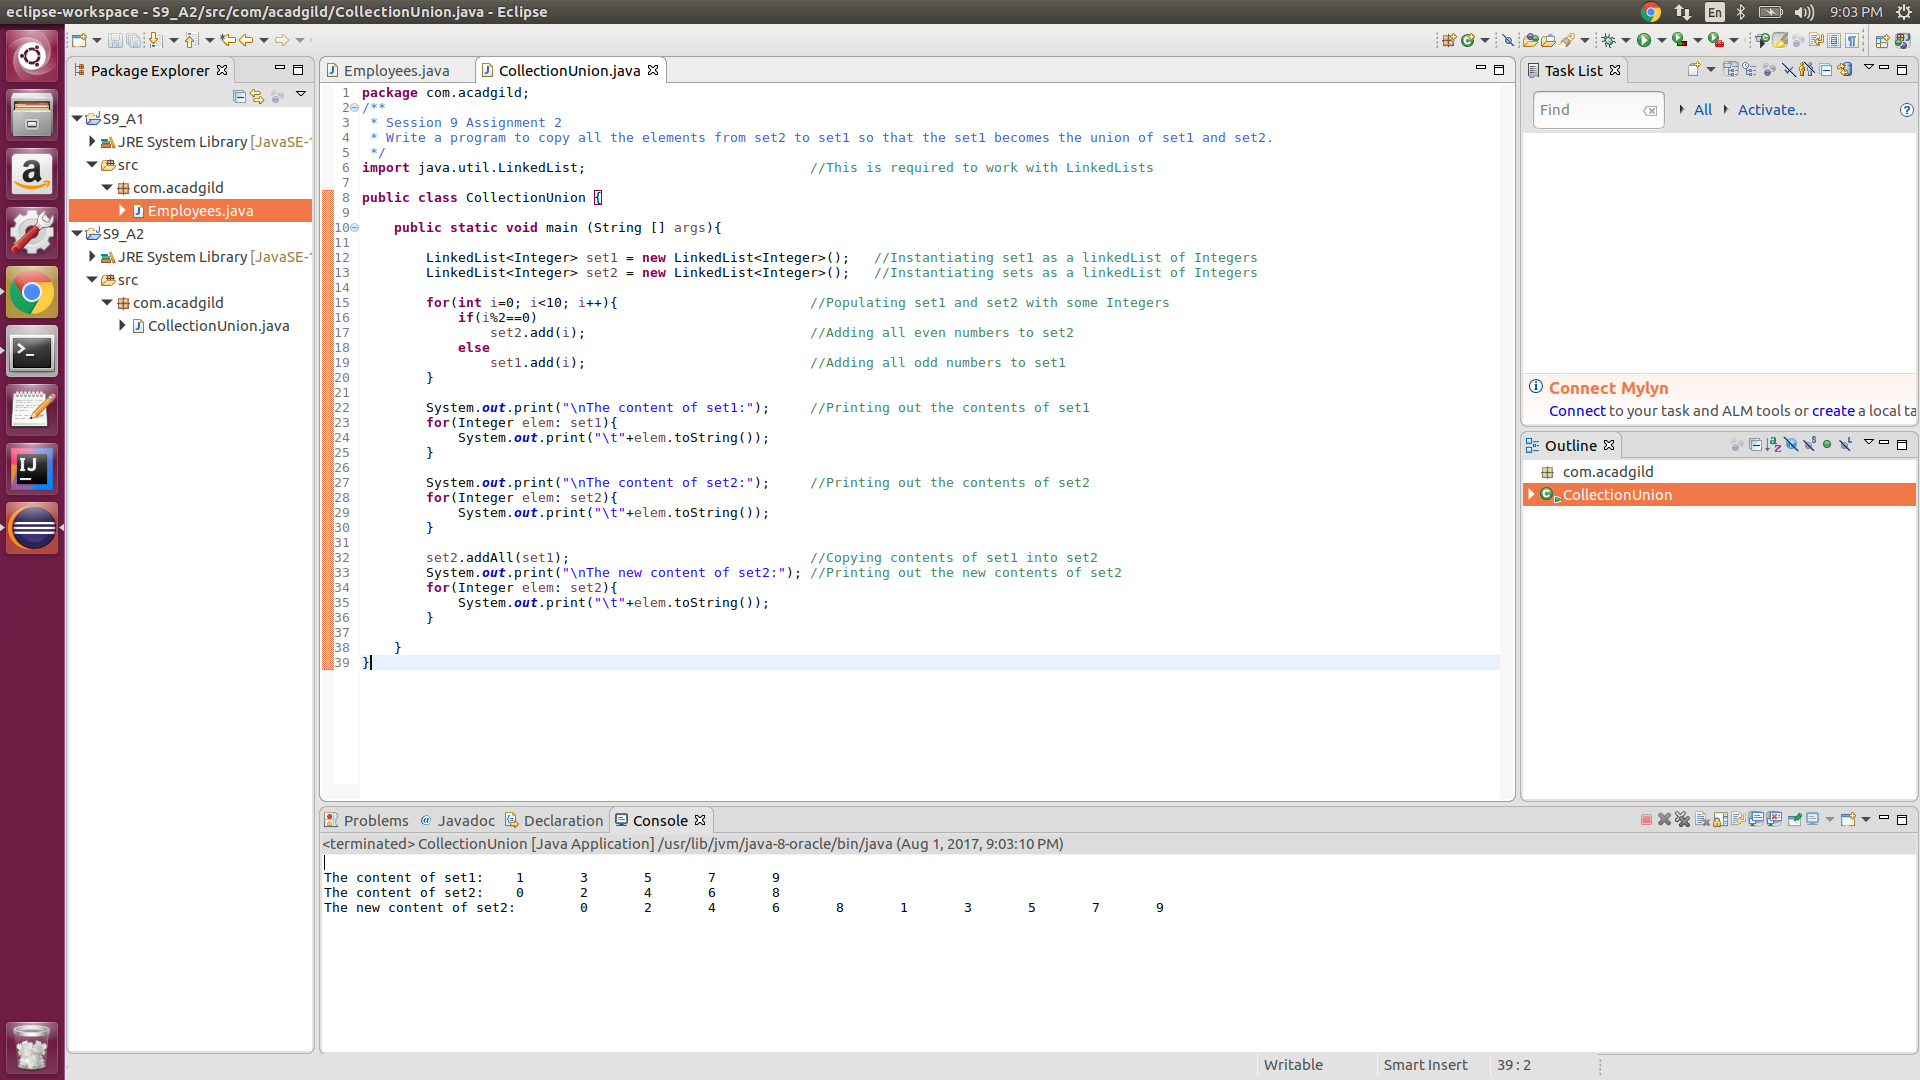 eclipse-workspace - S9_A2/src/com/acadgild/CollectionUnion.java - Eclipse
En
9:03 PM
Package Explorer
S9_A1
JRE System Library [JavaSE-1
src
com.acadgild
Employees.java
S9_A2
JRE System Library [JavaSE-1
src
com.acadgild
CollectionUnion.java
Employees.java
CollectionUnion.java
1 package com.acadgild;
2 /**
3  * Session 9 Assignment 2
4  * Write a program to copy all the elements from set2 to set1 so that the set1 becomes the union of set1 and set2.
5  */
6 import java.util.LinkedList; //This is required to work with LinkedLists
7
8 public class CollectionUnion {
9
10 public static void main (String [] args){
11
12 LinkedList<Integer> set1 = new LinkedList<Integer>(); //Instantiating set1 as a linkedList of Integers
13 LinkedList<Integer> set2 = new LinkedList<Integer>(); //Instantiating sets as a linkedList of Integers
14
15 for(int i=0; i<10; i++){ //Populating set1 and set2 with some Integers
16 if(i%2==0)
17 set2.add(i); //Adding all even numbers to set2
18 else
19 set1.add(i); //Adding all odd numbers to set1
20 }
21
22 System.out.print("\nThe content of set1:"); //Printing out the contents of set1
23 for(Integer elem: set1){
24 System.out.print("\t"+elem.toString());
25 }
26
27 System.out.print("\nThe content of set2:"); //Printing out the contents of set2
28 for(Integer elem: set2){
29 System.out.print("\t"+elem.toString());
30 }
31
32 set2.addAll(set1); //Copying contents of set1 into set2
33 System.out.print("\nThe new content of set2:"); //Printing out the new contents of set2
34 for(Integer elem: set2){
35 System.out.print("\t"+elem.toString());
36 }
37
38 }
39 }
Task List
Find
All
Activate...
Connect Mylyn
Connect to your task and ALM tools or create a local ta
Outline
com.acadgild
CollectionUnion
Problems
Javadoc
Declaration
Console
<terminated> CollectionUnion [Java Application] /usr/lib/jvm/java-8-oracle/bin/java (Aug 1, 2017, 9:03:10 PM)
The content of set1: 1 3 5 7 9
The content of set2: 0 2 4 6 8
The new content of set2: 0 2 4 6 8 1 3 5 7 9
Writable
Smart Insert
39 : 2